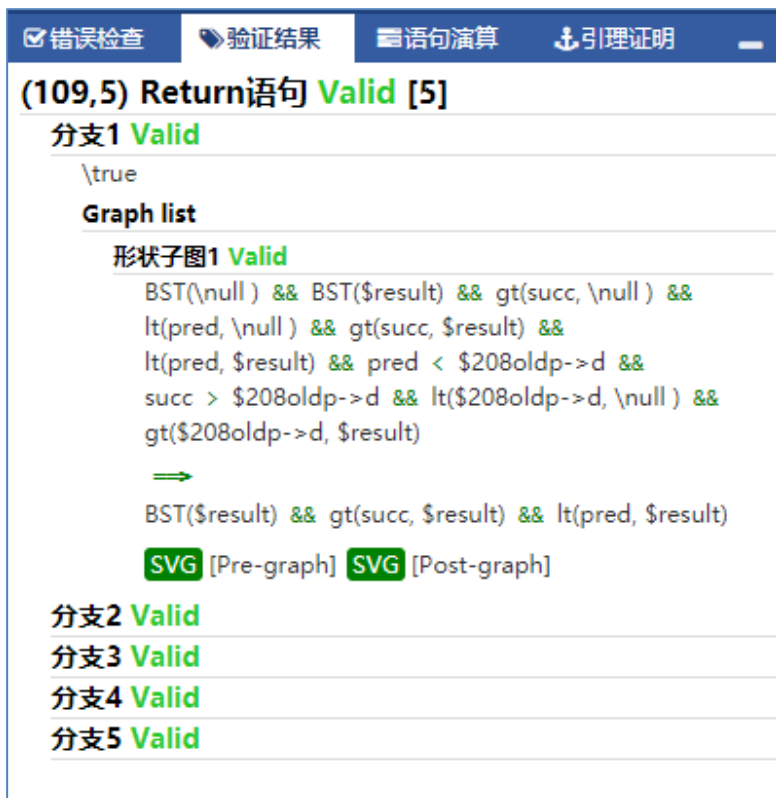 错误检查 验证结果 语句演算 引理证明
(109,5) Return语句 Valid [5]
分支1 Valid
\true
Graph list
形状子图1 Valid
BST(\null ) && BST($result) && gt(succ, \null ) &&
lt(pred, \null ) && gt(succ, $result) &&
lt(pred, $result) && pred < $208oldp->d &&
succ > $208oldp->d && lt($208oldp->d, \null ) &&
gt($208oldp->d, $result)
⟹
BST($result) && gt(succ, $result) && lt(pred, $result)
SVG [Pre-graph] SVG [Post-graph]
分支2 Valid
分支3 Valid
分支4 Valid
分支5 Valid